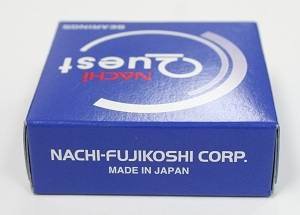 BEARINGS
NACHI
Quest
NACHI-FUJIKOSHI CORP.
MADE IN JAPAN